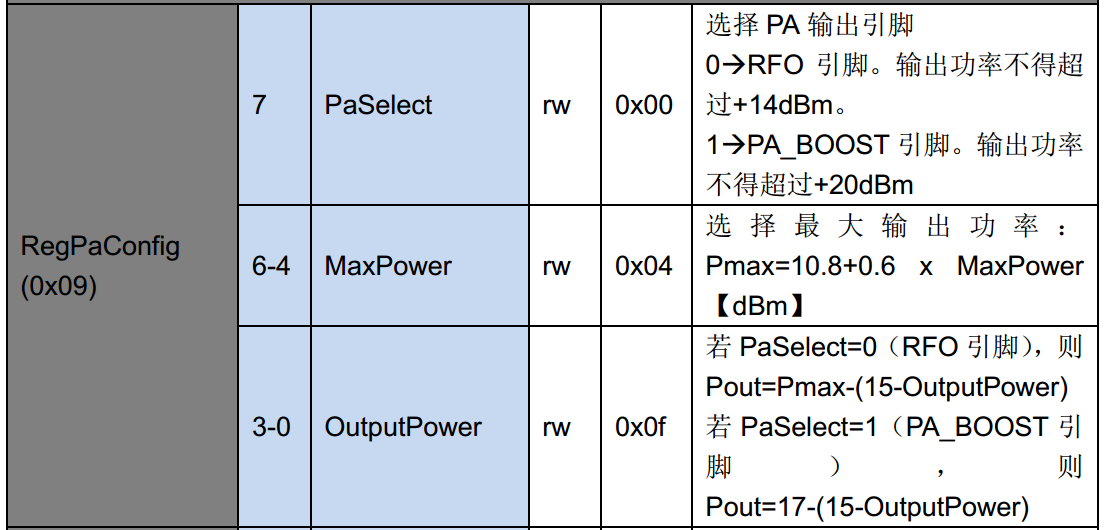 RegPaConfig
(0x09)
7
PaSelect
rw
0x00
选择 PA 输出引脚
0→RFO 引脚。输出功率不得超
过+14dBm。
1→PA_BOOST 引脚。输出功率
不得超过+20dBm
6-4
MaxPower
rw
0x04
选择最大输出功率：
Pmax=10.8+0.6 x MaxPower
【dBm】
3-0
OutputPower
rw
0x0f
若 PaSelect=0（RFO 引脚），则
Pout=Pmax-(15-OutputPower)
若 PaSelect=1（PA_BOOST 引
脚），则
Pout=17-(15-OutputPower)